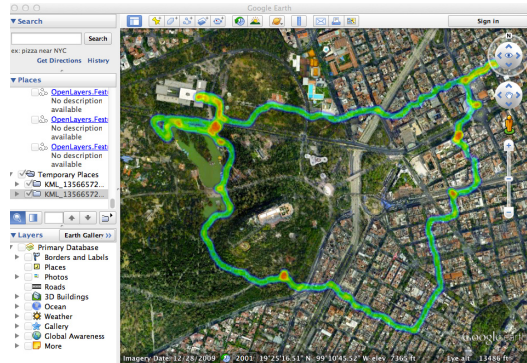 Google Earth
Search
Search
ex: pizza near NYC
Get Directions History
Places
OpenLayers.Feat
No description
available
OpenLayers.Feat
No description
available
OpenLayers.Feat
No description
available
Temporary Places
KML_13566572...
KML_13566572...
Layers
Earth Gallery >>
Primary Database
Borders and Labels
Places
Photos
Roads
3D Buildings
Ocean
Weather
Gallery
Global Awareness
More
Sign in
N
Google earth
Imagery Date: 12/28/2009 2001 19°25'16.51" N 99°10'45.52" W elev 7365 ft Eye alt 13486 ft